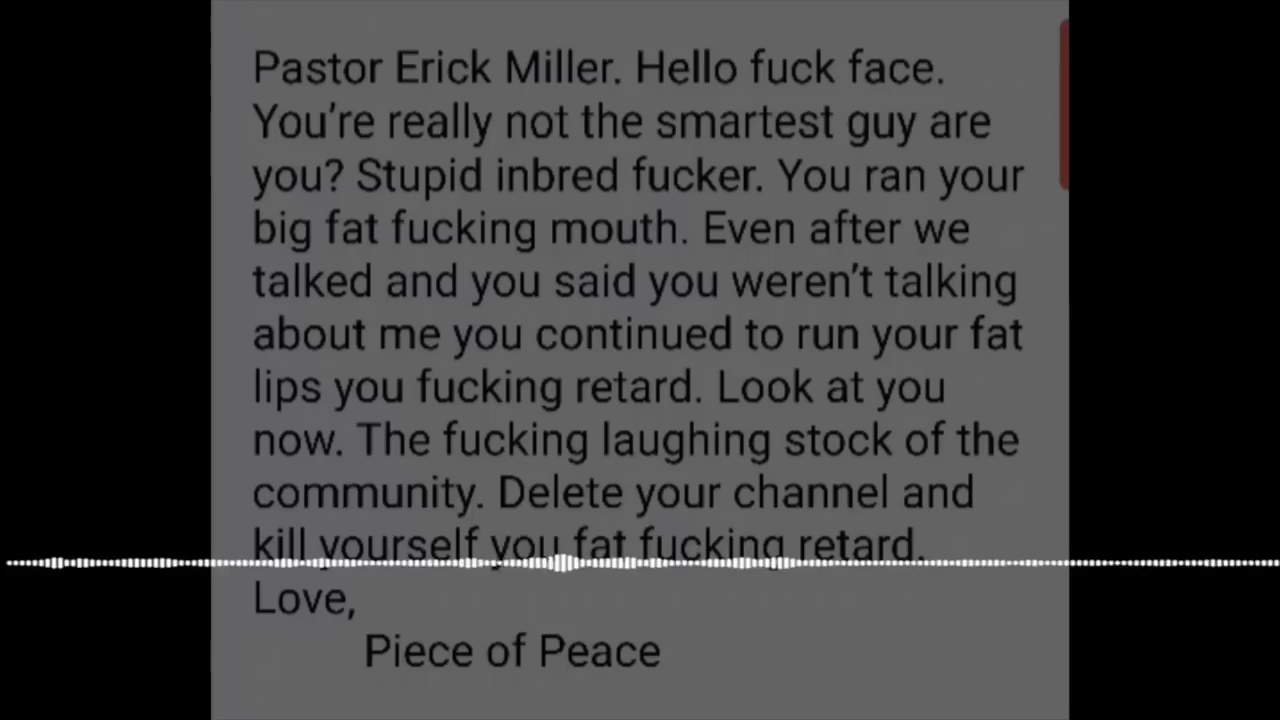 Pastor Erick Miller. Hello fuck face.
You’re really not the smartest guy are
you? Stupid inbred fucker. You ran your
big fat fucking mouth. Even after we
talked and you said you weren’t talking
about me you continued to run your fat
lips you fucking retard. Look at you
now. The fucking laughing stock of the
community. Delete your channel and
kill yourself you fat fucking retard.
Love,
Piece of Peace